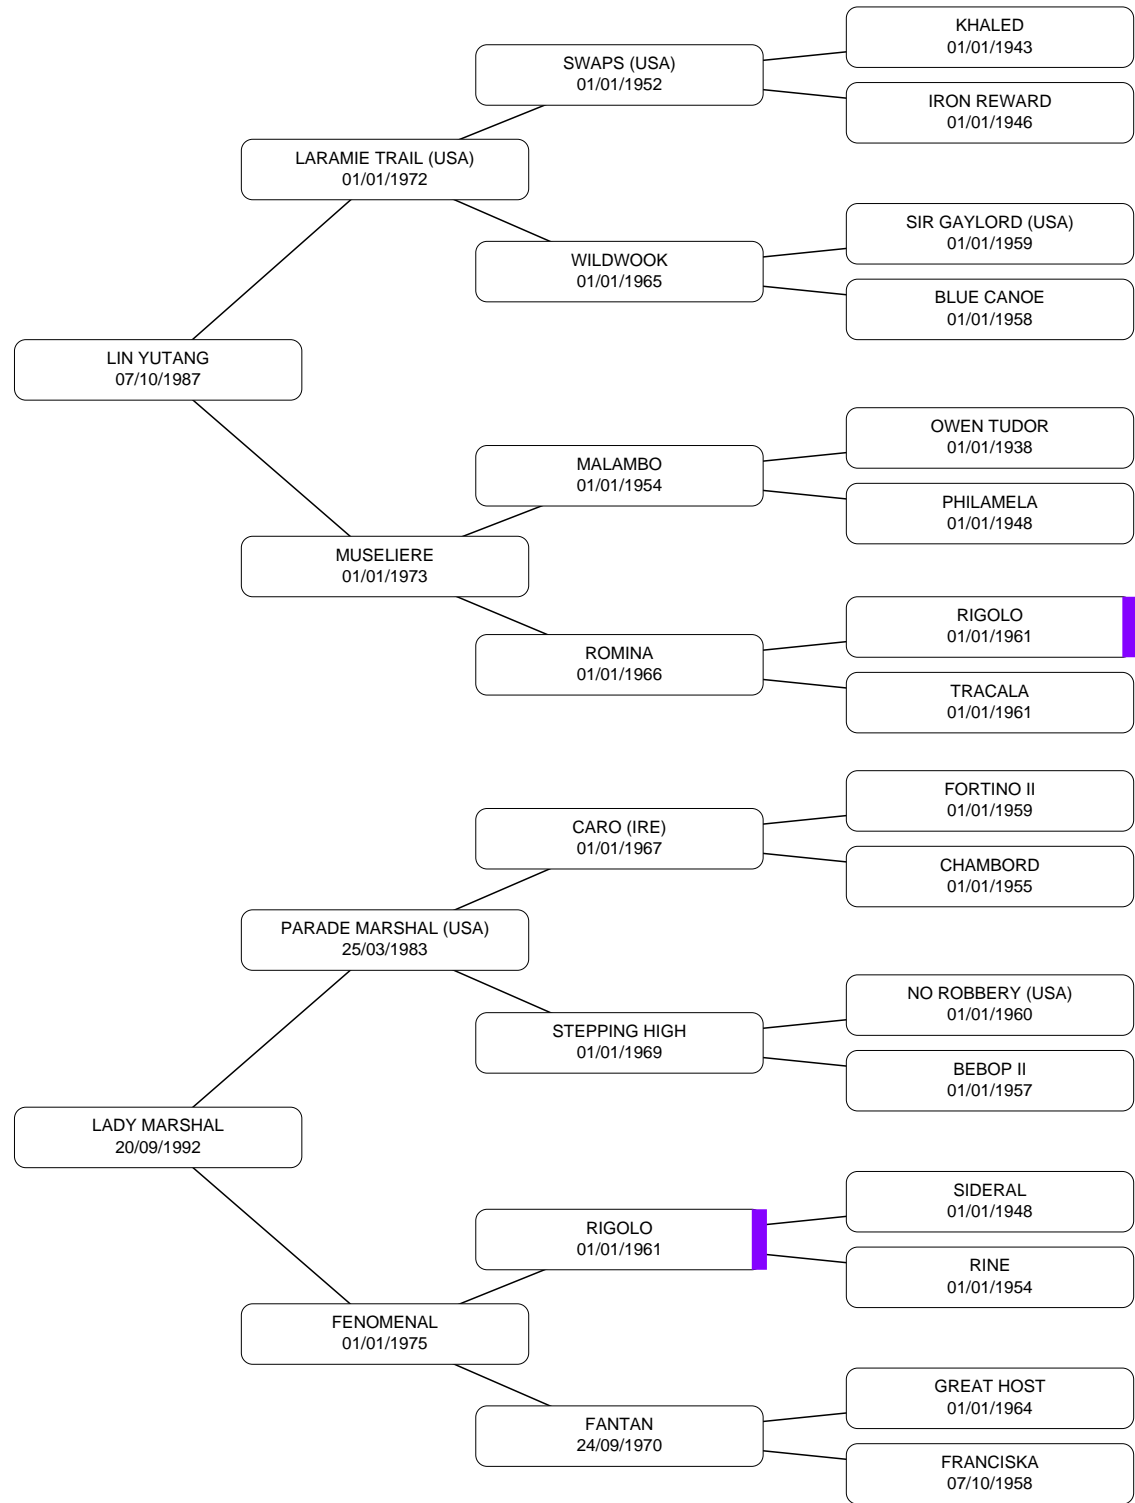 KHALED
01/01/1943
SWAPS (USA)
01/01/1952
IRON REWARD
01/01/1946
LARAMIE TRAIL (USA)
01/01/1972
SIR GAYLORD (USA)
01/01/1959
WILDWOOK
01/01/1965
BLUE CANOE
01/01/1958
LIN YUTANG
07/10/1987
OWEN TUDOR
01/01/1938
MALAMBO
01/01/1954
PHILAMELA
01/01/1948
MUSELIERE
01/01/1973
RIGOLO
01/01/1961
ROMINA
01/01/1966
TRACALA
01/01/1961
FORTINO II
01/01/1959
CARO (IRE)
01/01/1967
CHAMBORD
01/01/1955
PARADE MARSHAL (USA)
25/03/1983
NO ROBBERY (USA)
01/01/1960
STEPPING HIGH
01/01/1969
BEBOP II
01/01/1957
LADY MARSHAL
20/09/1992
SIDERAL
01/01/1948
RIGOLO
01/01/1961
RINE
01/01/1954
FENOMENAL
01/01/1975
GREAT HOST
01/01/1964
FANTAN
24/09/1970
FRANCISKA
07/10/1958